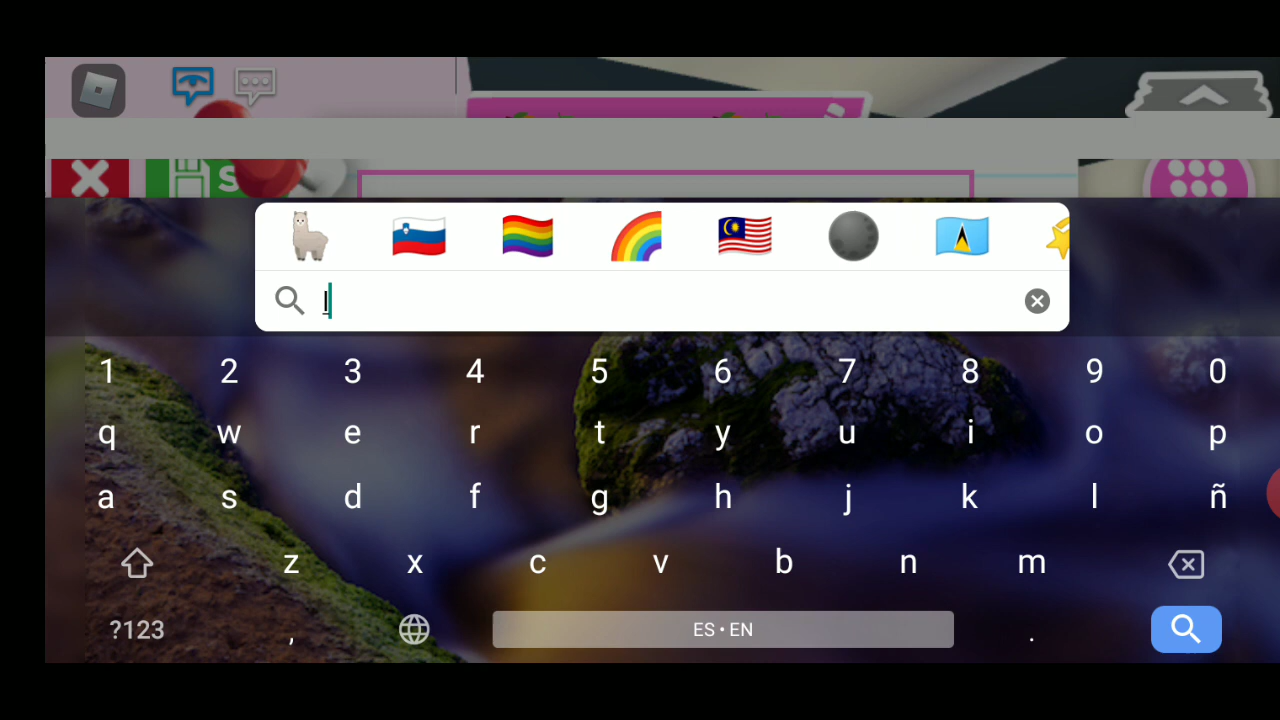 S
l
1 2 3 4 5 6 7 8 9 0
q w e r t y u i o p
a s d f g h j k l ñ
z x c v b n m
?123 , ES • EN .